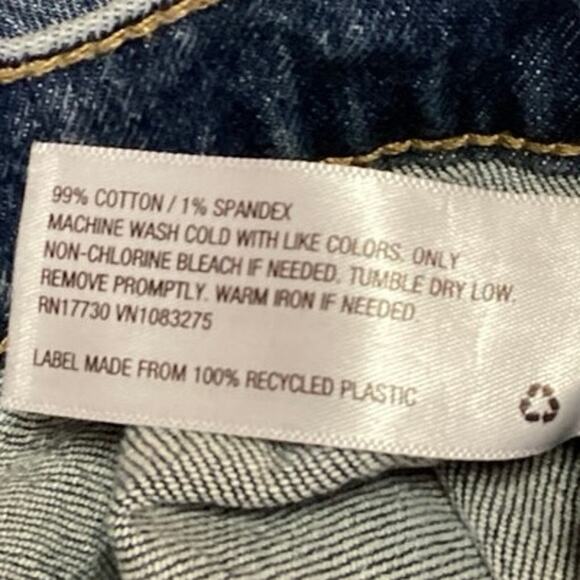 99% COTTON / 1% SPANDEX
MACHINE WASH COLD WITH LIKE COLORS. ONLY
NON-CHLORINE BLEACH IF NEEDED. TUMBLE DRY LOW.
REMOVE PROMPTLY. WARM IRON IF NEEDED.
RN17730 VN1083275
LABEL MADE FROM 100% RECYCLED PLASTIC